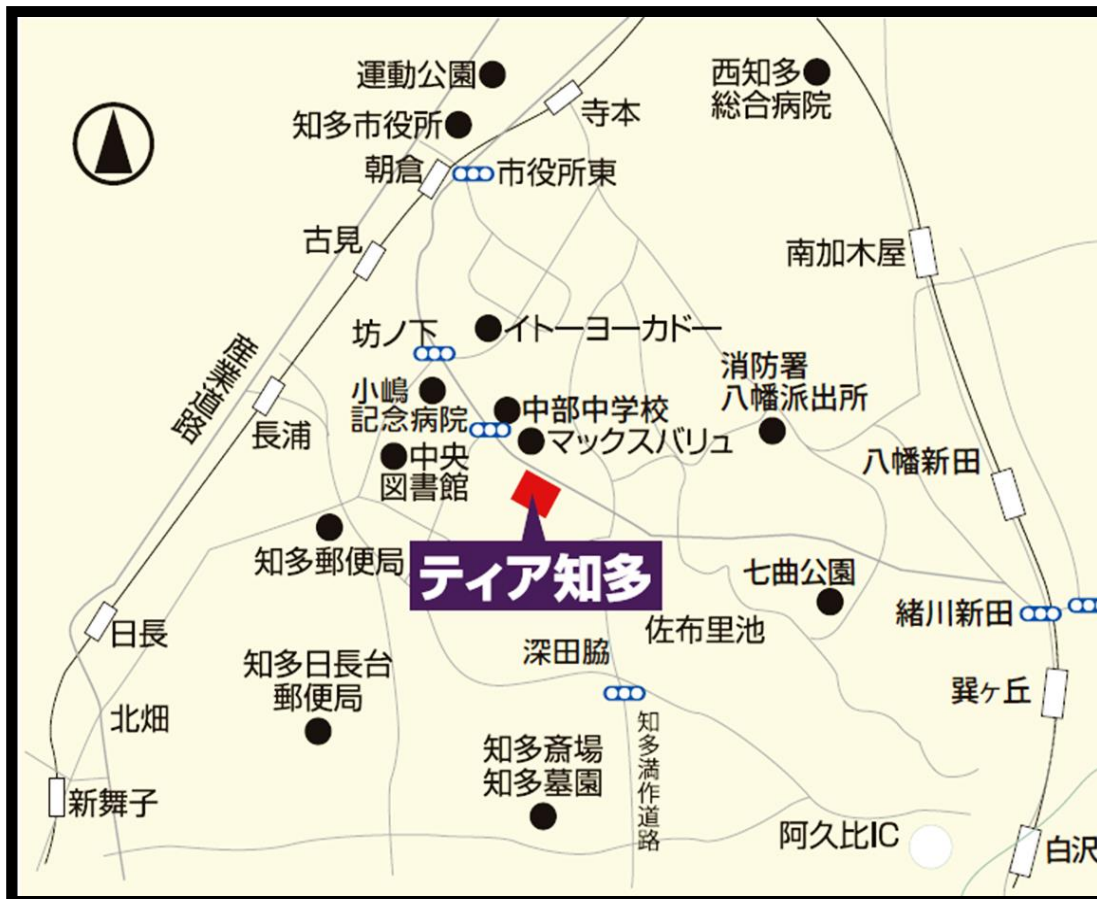 運動公園
西知多
総合病院
寺本
知多市役所
朝倉
市役所東
古見
南加木屋
坊ノ下
イトーヨーカドー
産業道路
消防署
八幡派出所
小嶋
記念病院
中部中学校
マックスバリュ
長浦
中央
図書館
八幡新田
知多郵便局
ティア知多
七曲公園
緒川新田
日長
佐布里池
深田脇
知多日長台
郵便局
巽ヶ丘
北畑
知多満作道路
知多斎場
知多墓園
新舞子
阿久比IC
白沢